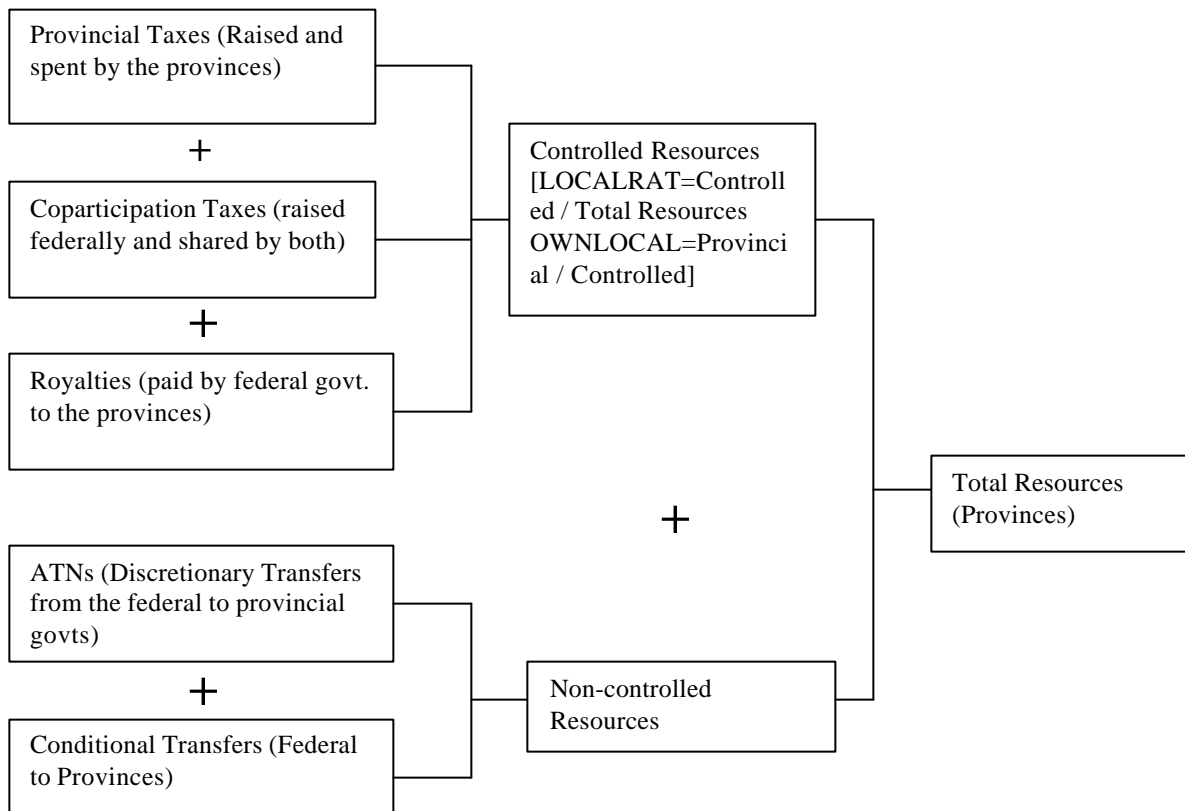 Provincial Taxes (Raised and
spent by the provinces)
+
Coparticipation Taxes (raised
federally and shared by both)
+
Royalties (paid by federal govt.
to the provinces)
Controlled Resources
[LOCALRAT=Controll
ed / Total Resources
OWNLOCAL=Provinci
al / Controlled]
+
ATNs (Discretionary Transfers
from the federal to provincial
govts)
+
Conditional Transfers (Federal
to Provinces)
Non-controlled
Resources
Total Resources
(Provinces)